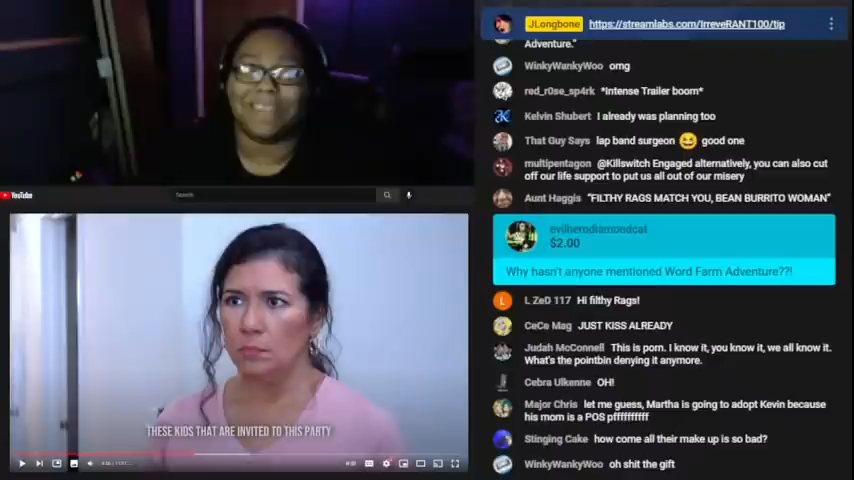 JLongbone https://streamlabs.com/IrreveRANT100/tip
Adventure."
WinkyWankyWoo omg
red_r0se_sp4rk *Intense Trailer boom*
Kelvin Shubert I already was planning too
That Guy Says lap band surgeon 😆 good one
multipentagon @Killswitch Engaged alternatively, you can also cut
off our life support to put us all out of our misery
Aunt Haggis "FILTHY RAGS MATCH YOU, BEAN BURRITO WOMAN"
evilherodiamondcat
$2.00
Why hasn't anyone mentioned Word Farm Adventure??!
L ZeD 117 Hi filthy Rags!
CeCe Mag JUST KISS ALREADY
Judah McConnell This is porn. I know it, you know it, we all know it.
What's the pointbin denying it anymore.
Cebra Ulkenne OH!
Major Chris let me guess, Martha is going to adopt Kevin because
his mom is a POS pffffffffff
Stinging Cake how come all their make up is so bad?
WinkyWankyWoo oh shit the gift
YouTube
Search
THESE KIDS THAT ARE INVITED TO THIS PARTY